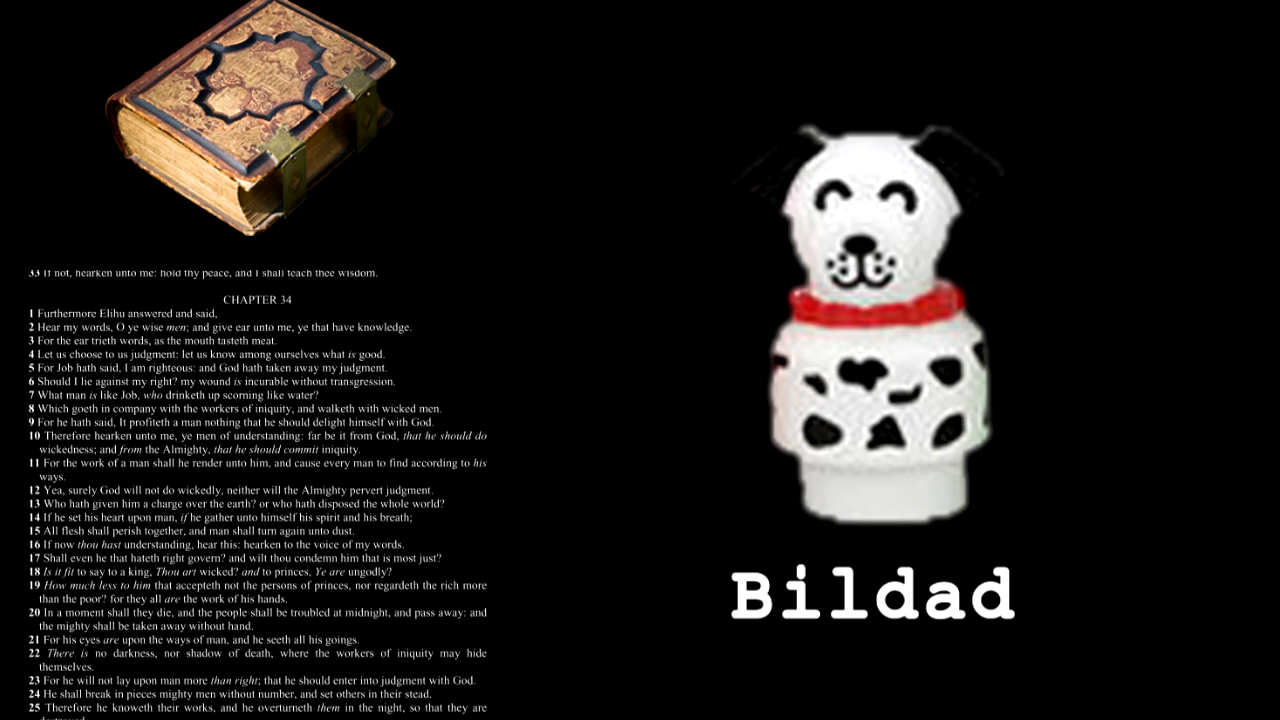 33 If not, hearken unto me: hold thy peace, and I shall teach thee wisdom.
CHAPTER 34
1 Furthermore Elihu answered and said,
2 Hear my words, O ye wise men; and give ear unto me, ye that have knowledge.
3 For the ear trieth words, as the mouth tasteth meat.
4 Let us choose to us judgment: let us know among ourselves what is good.
5 For Job hath said, I am righteous: and God hath taken away my judgment.
6 Should I lie against my right? my wound is incurable without transgression.
7 What man is like Job, who drinketh up scorning like water?
8 Which goeth in company with the workers of iniquity, and walketh with wicked men.
9 For he hath said, It profiteth a man nothing that he should delight himself with God.
10 Therefore hearken unto me, ye men of understanding: far be it from God, that he should do
wickedness; and from the Almighty, that he should commit iniquity.
11 For the work of a man shall he render unto him, and cause every man to find according to his
ways.
12 Yea, surely God will not do wickedly, neither will the Almighty pervert judgment.
13 Who hath given him a charge over the earth? or who hath disposed the whole world?
14 If he set his heart upon man, if he gather unto himself his spirit and his breath;
15 All flesh shall perish together, and man shall turn again unto dust.
16 If now thou hast understanding, hear this: hearken to the voice of my words.
17 Shall even he that hateth right govern? and wilt thou condemn him that is most just?
18 Is it fit to say to a king, Thou art wicked? and to princes, Ye are ungodly?
19 How much less to him that accepteth not the persons of princes, nor regardeth the rich more
than the poor? for they all are the work of his hands.
20 In a moment shall they die, and the people shall be troubled at midnight, and pass away: and
the mighty shall be taken away without hand.
21 For his eyes are upon the ways of man, and he seeth all his goings.
22 There is no darkness, nor shadow of death, where the workers of iniquity may hide
themselves.
23 For he will not lay upon man more than right; that he should enter into judgment with God.
24 He shall break in pieces mighty men without number, and set others in their stead.
25 Therefore he knoweth their works, and he overturneth them in the night, so that they are
Bildad